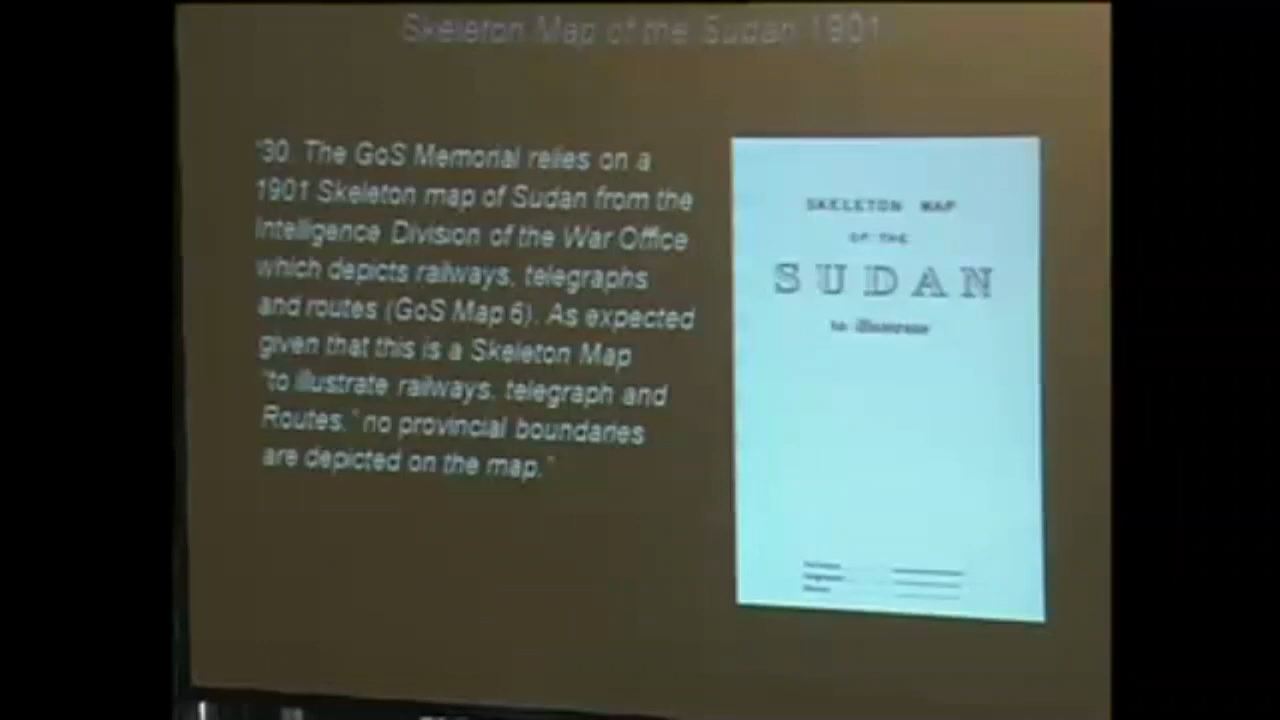 Skeleton Map of the Sudan 1901
"30. The GoS Memorial relies on a
1901 Skeleton map of Sudan from the
Intelligence Division of the War Office
which depicts railways, telegraphs
and routes (GoS Map 6). As expected
given that this is a Skeleton Map
"to illustrate railways, telegraph and
Routes," no provincial boundaries
are depicted on the map."
SKELETON MAP
OF THE
SUDAN
to illustrate